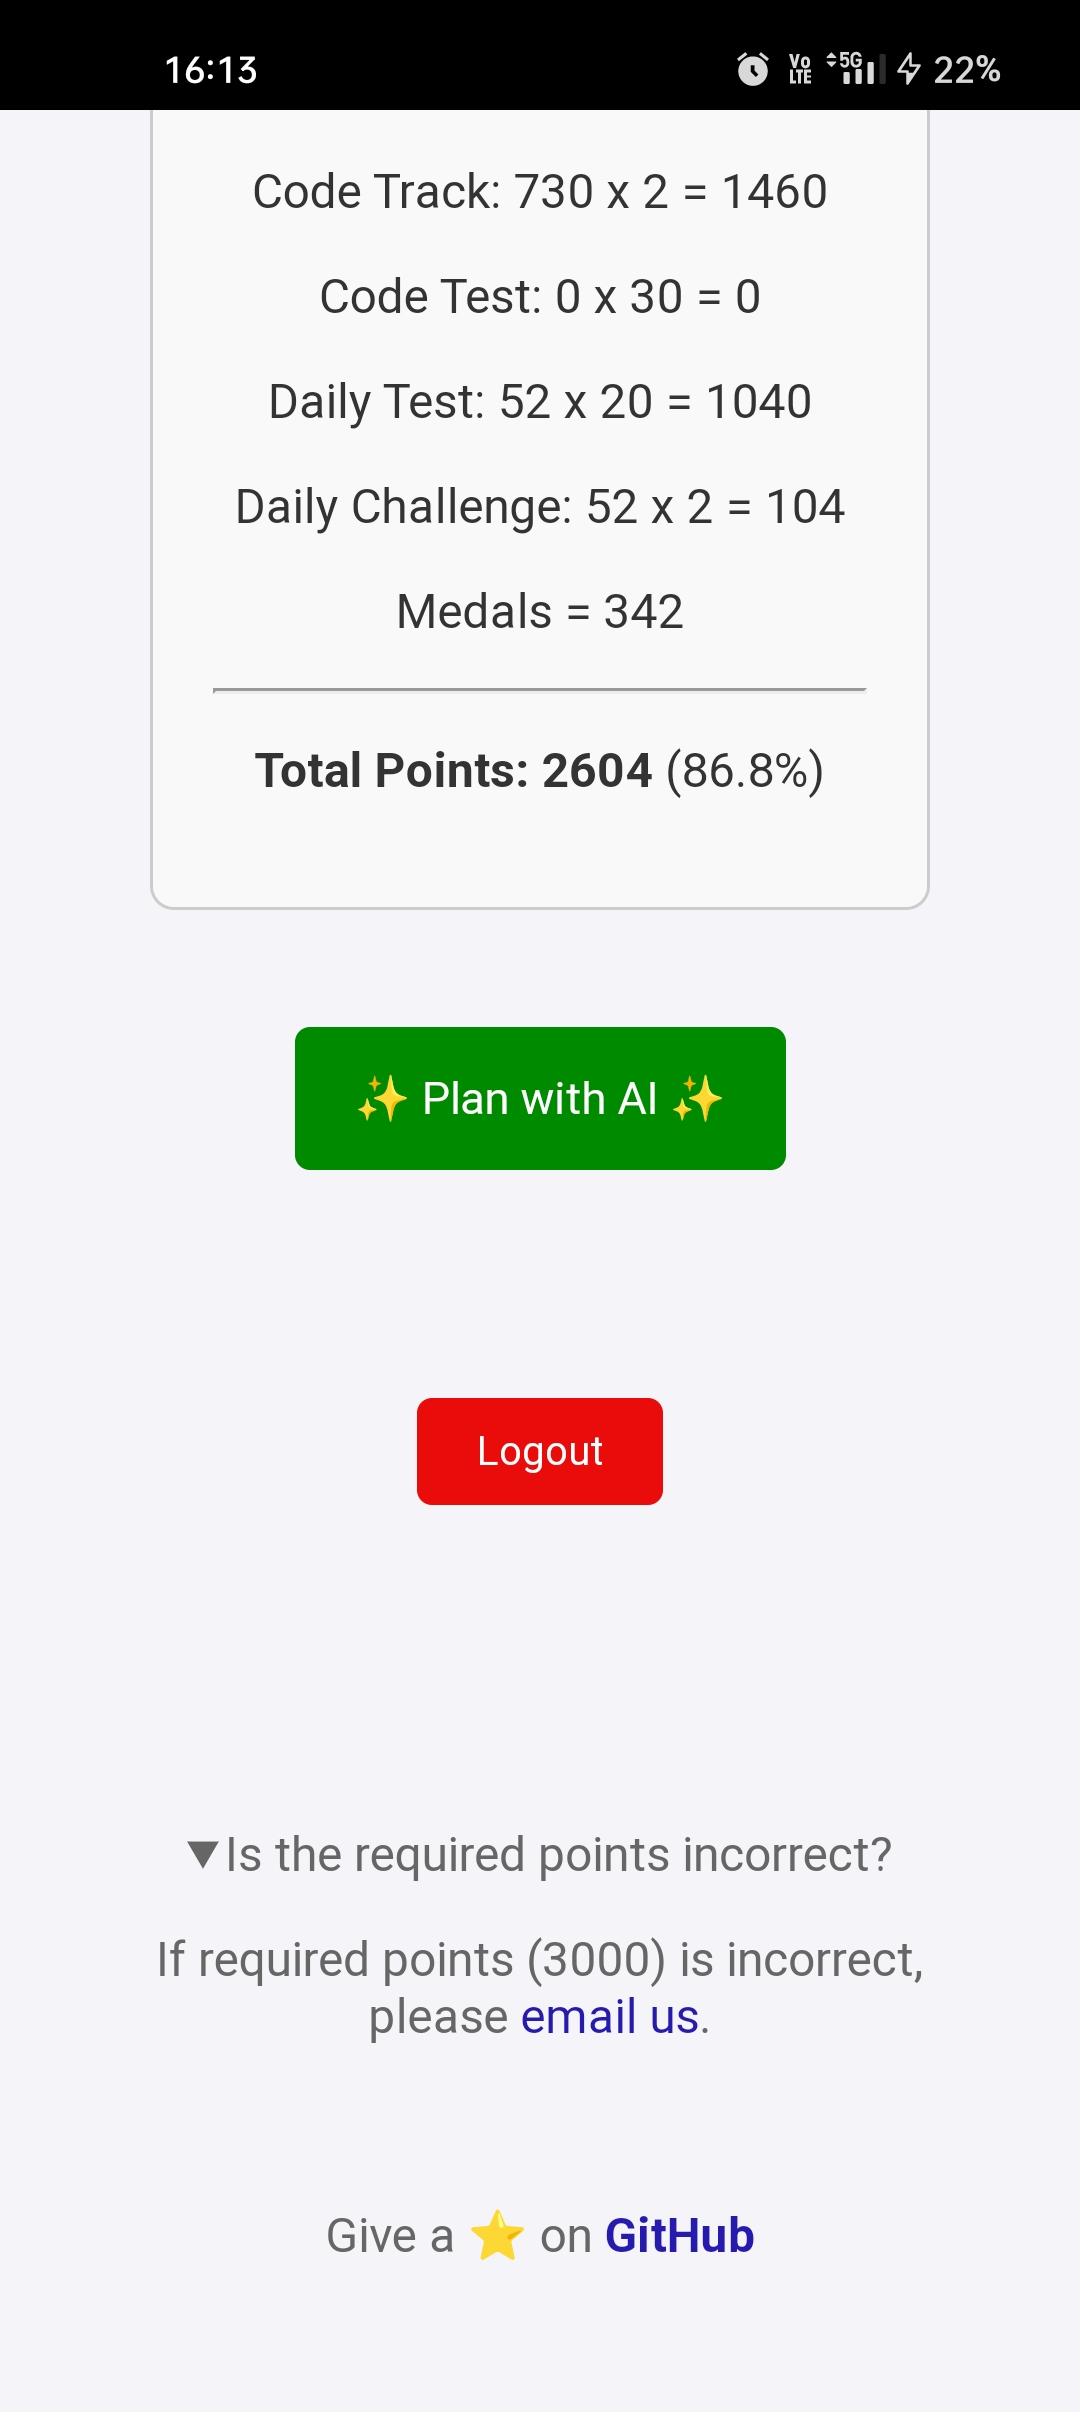 16:13
Vo LTE 5G 22%
Code Track: 730 x 2 = 1460
Code Test: 0 x 30 = 0
Daily Test: 52 x 20 = 1040
Daily Challenge: 52 x 2 = 104
Medals = 342
Total Points: 2604 (86.8%)
✨ Plan with AI ✨
Logout
▼Is the required points incorrect?
If required points (3000) is incorrect,
please email us.
Give a ⭐ on GitHub